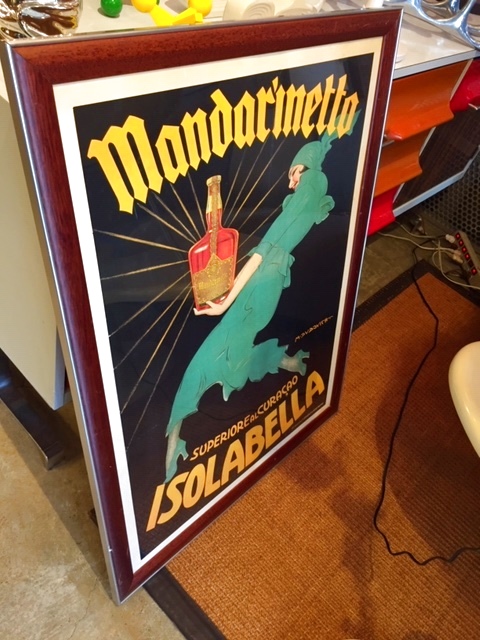 Mandarinetto
SUPERIORE AL CURAÇAO
ISOLABELLA